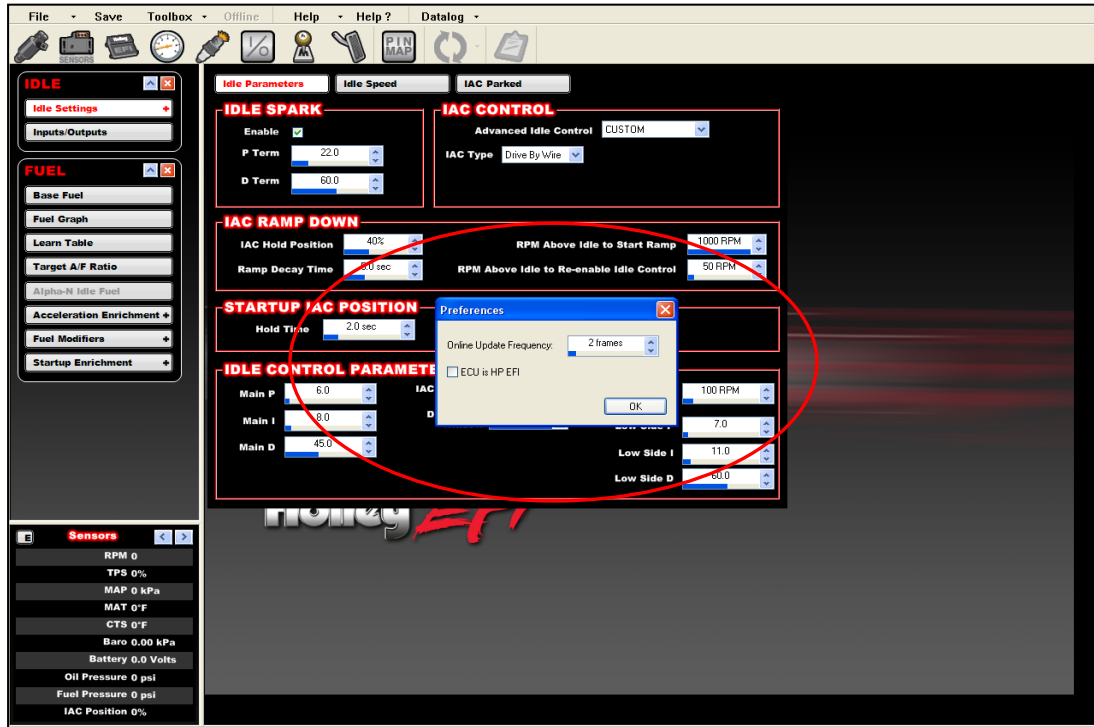 File Save Toolbox Offline Help Help ? Datalog
SENSORS Holley EFI I/O PIN MAP
IDLE
Idle Settings +
Inputs/Outputs
FUEL
Base Fuel
Fuel Graph
Learn Table
Target A/F Ratio
Alpha-N Idle Fuel
Acceleration Enrichment +
Fuel Modifiers +
Startup Enrichment +
E Sensors < >
RPM 0
TPS 0%
MAP 0 kPa
MAT 0°F
CTS 0°F
Baro 0.00 kPa
Battery 0.0 Volts
Oil Pressure 0 psi
Fuel Pressure 0 psi
IAC Position 0%
Idle Parameters Idle Speed IAC Parked
IDLE SPARK
Enable
P Term 22.0
D Term 60.0
IAC CONTROL
Advanced Idle Control CUSTOM
IAC Type Drive By Wire
IAC RAMP DOWN
IAC Hold Position 40% RPM Above Idle to Start Ramp 1000 RPM
Ramp Decay Time sec RPM Above Idle to Re-enable Idle Control 50 RPM
STARTUP IAC POSITION
Hold Time 2.0 sec
Preferences
Online Update Frequency: 2 frames
ECU is HP EFI
OK
IDLE CONTROL
Main P 6.0 100 RPM
Main I 8.0 7.0
Main D 45.0
Low Side I 11.0
Low Side D 60.0
Holley EFI